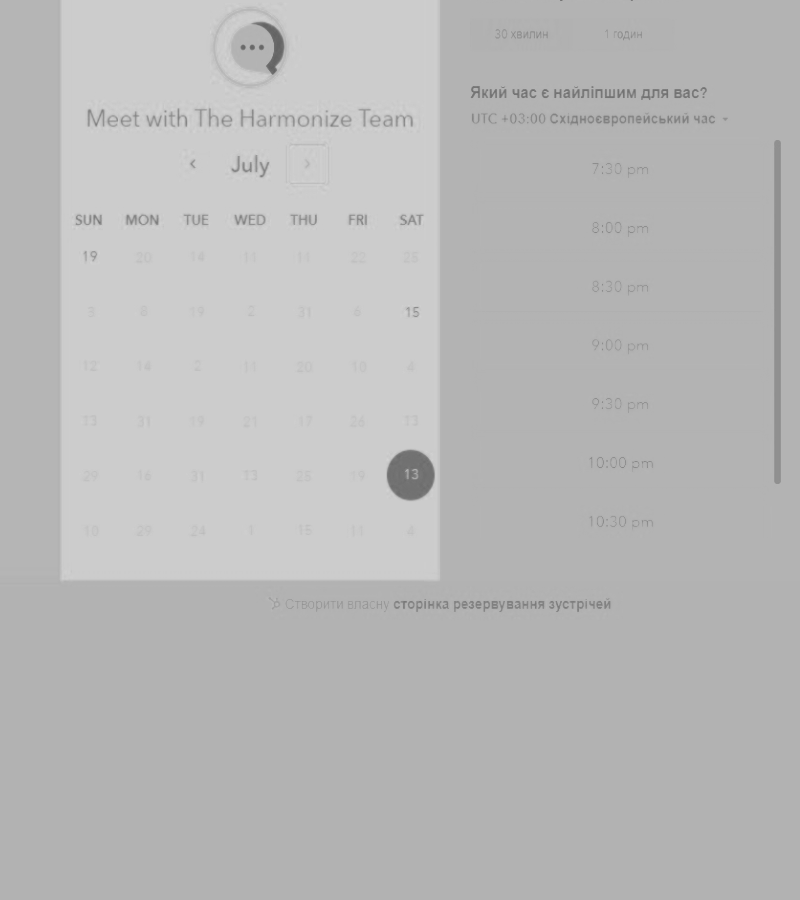 Meet with The Harmonize Team
July
SUN MON TUE WED THU FRI SAT
19 20 14 11 11 22 25
3 8 19 2 31 6 15
12 14 2 11 20 10 4
13 31 19 21 17 26 13
29 16 31 13 28 19 13
18 29 24 1 15 11 4
30 хвилин 1 годин
Який час є найліпшим для вас?
UTC +03:00 Східноєвропейський час
7:30 pm
8:00 pm
8:30 pm
9:00 pm
9:30 pm
10:00 pm
10:30 pm
Створити власну сторінка резервування зустрічей